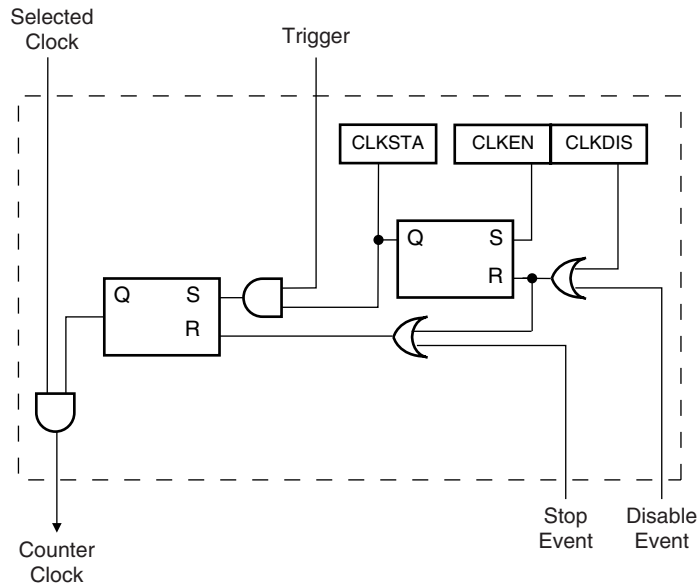 Selected
Clock
Trigger
CLKSTA
CLKEN
CLKDIS
Q
S
R
Q
S
R
Stop
Event
Disable
Event
Counter
Clock